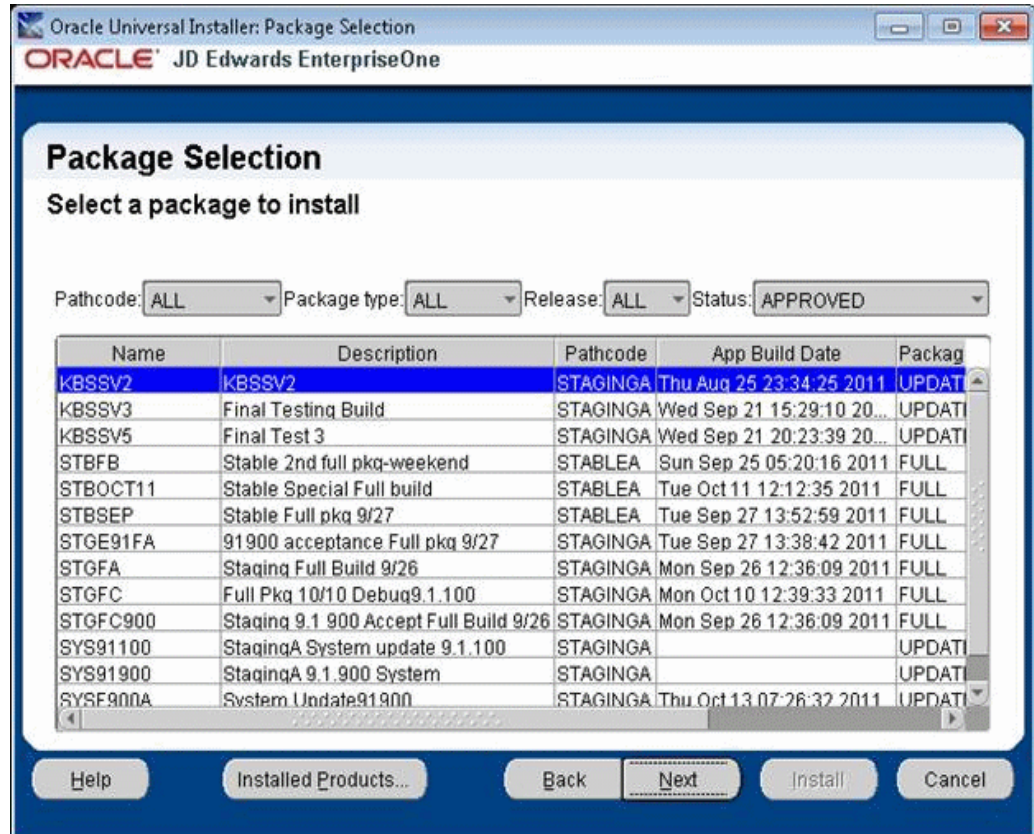 Oracle Universal Installer: Package Selection
ORACLE JD Edwards EnterpriseOne
Package Selection
Select a package to install
Pathcode: ALL Package type: ALL Release: ALL Status: APPROVED
Name Description Pathcode App Build Date Packag
KBSSV2 KBSSV2 STAGINGA Thu Aug 25 23:34:25 2011 UPDATE
KBSSV3 Final Testing Build STAGINGA Wed Sep 21 15:29:10 20... UPDATE
KBSSV5 Final Test 3 STAGINGA Wed Sep 21 20:23:39 20... UPDATE
STBFB Stable 2nd full pkg-weekend STABLEA Sun Sep 25 05:20:16 2011 FULL
STBOCT11 Stable Special Full build STABLEA Tue Oct 11 12:12:35 2011 FULL
STBSEP Stable Full pkg 9/27 STABLEA Tue Sep 27 13:52:59 2011 FULL
STGE91FA 91900 acceptance Full pkg 9/27 STAGINGA Tue Sep 27 13:38:42 2011 FULL
STGFA Staging Full Build 9/26 STAGINGA Mon Sep 26 12:36:09 2011 FULL
STGFC Full Pkg 10/10 Debug9.1.100 STAGINGA Mon Oct 10 12:39:33 2011 FULL
STGFC900 Staging 9.1 900 Accept Full Build 9/26 STAGINGA Mon Sep 26 12:36:09 2011 FULL
SYS91100 StagingA System update 9.1.100 STAGINGA UPDATE
SYS91900 StagingA 9.1.900 System STAGINGA UPDATE
SYSF900A System Update91900 STAGINGA Thu Oct 13 07:26:32 2011 UPDATE
Help Installed Products... Back Next Install Cancel